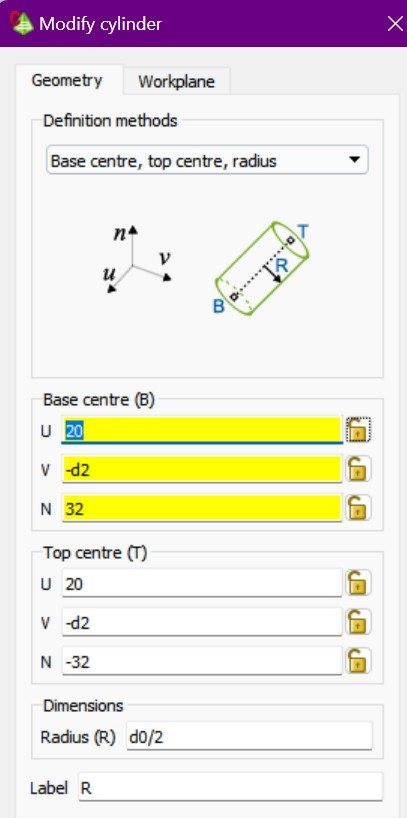 Modify cylinder
Geometry Workplane
Definition methods
Base centre, top centre, radius
n
v
u
T
R
B
Base centre (B)
U 20
V -d2
N 32
Top centre (T)
U 20
V -d2
N -32
Dimensions
Radius (R) d0/2
Label R